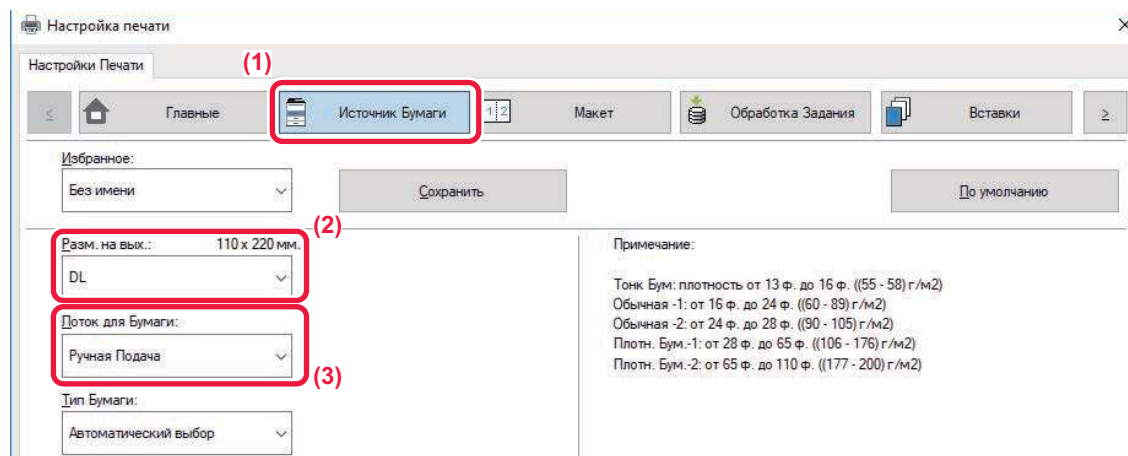 Настройка печати
Настройки Печати
(1)
Главные
Источник Бумаги
1 2
Макет
Обработка Задания
Вставки
Избранное:
Без имени
Сохранить
По умолчанию
(2)
Разм. на вых.: 110 x 220 мм.
DL
Поток для Бумаги:
Ручная Подача
(3)
Тип Бумаги:
Автоматический выбор
Примечание:
Тонк Бум: плотность от 13 ф. до 16 ф. ((55 - 58) г/м2)
Обычная -1: от 16 ф. до 24 ф. ((60 - 89) г/м2)
Обычная -2: от 24 ф. до 28 ф. ((90 - 105) г/м2)
Плотн. Бум.-1: от 28 ф. до 65 ф. ((106 - 176) г/м2)
Плотн. Бум.-2: от 65 ф. до 110 ф. ((177 - 200) г/м2)